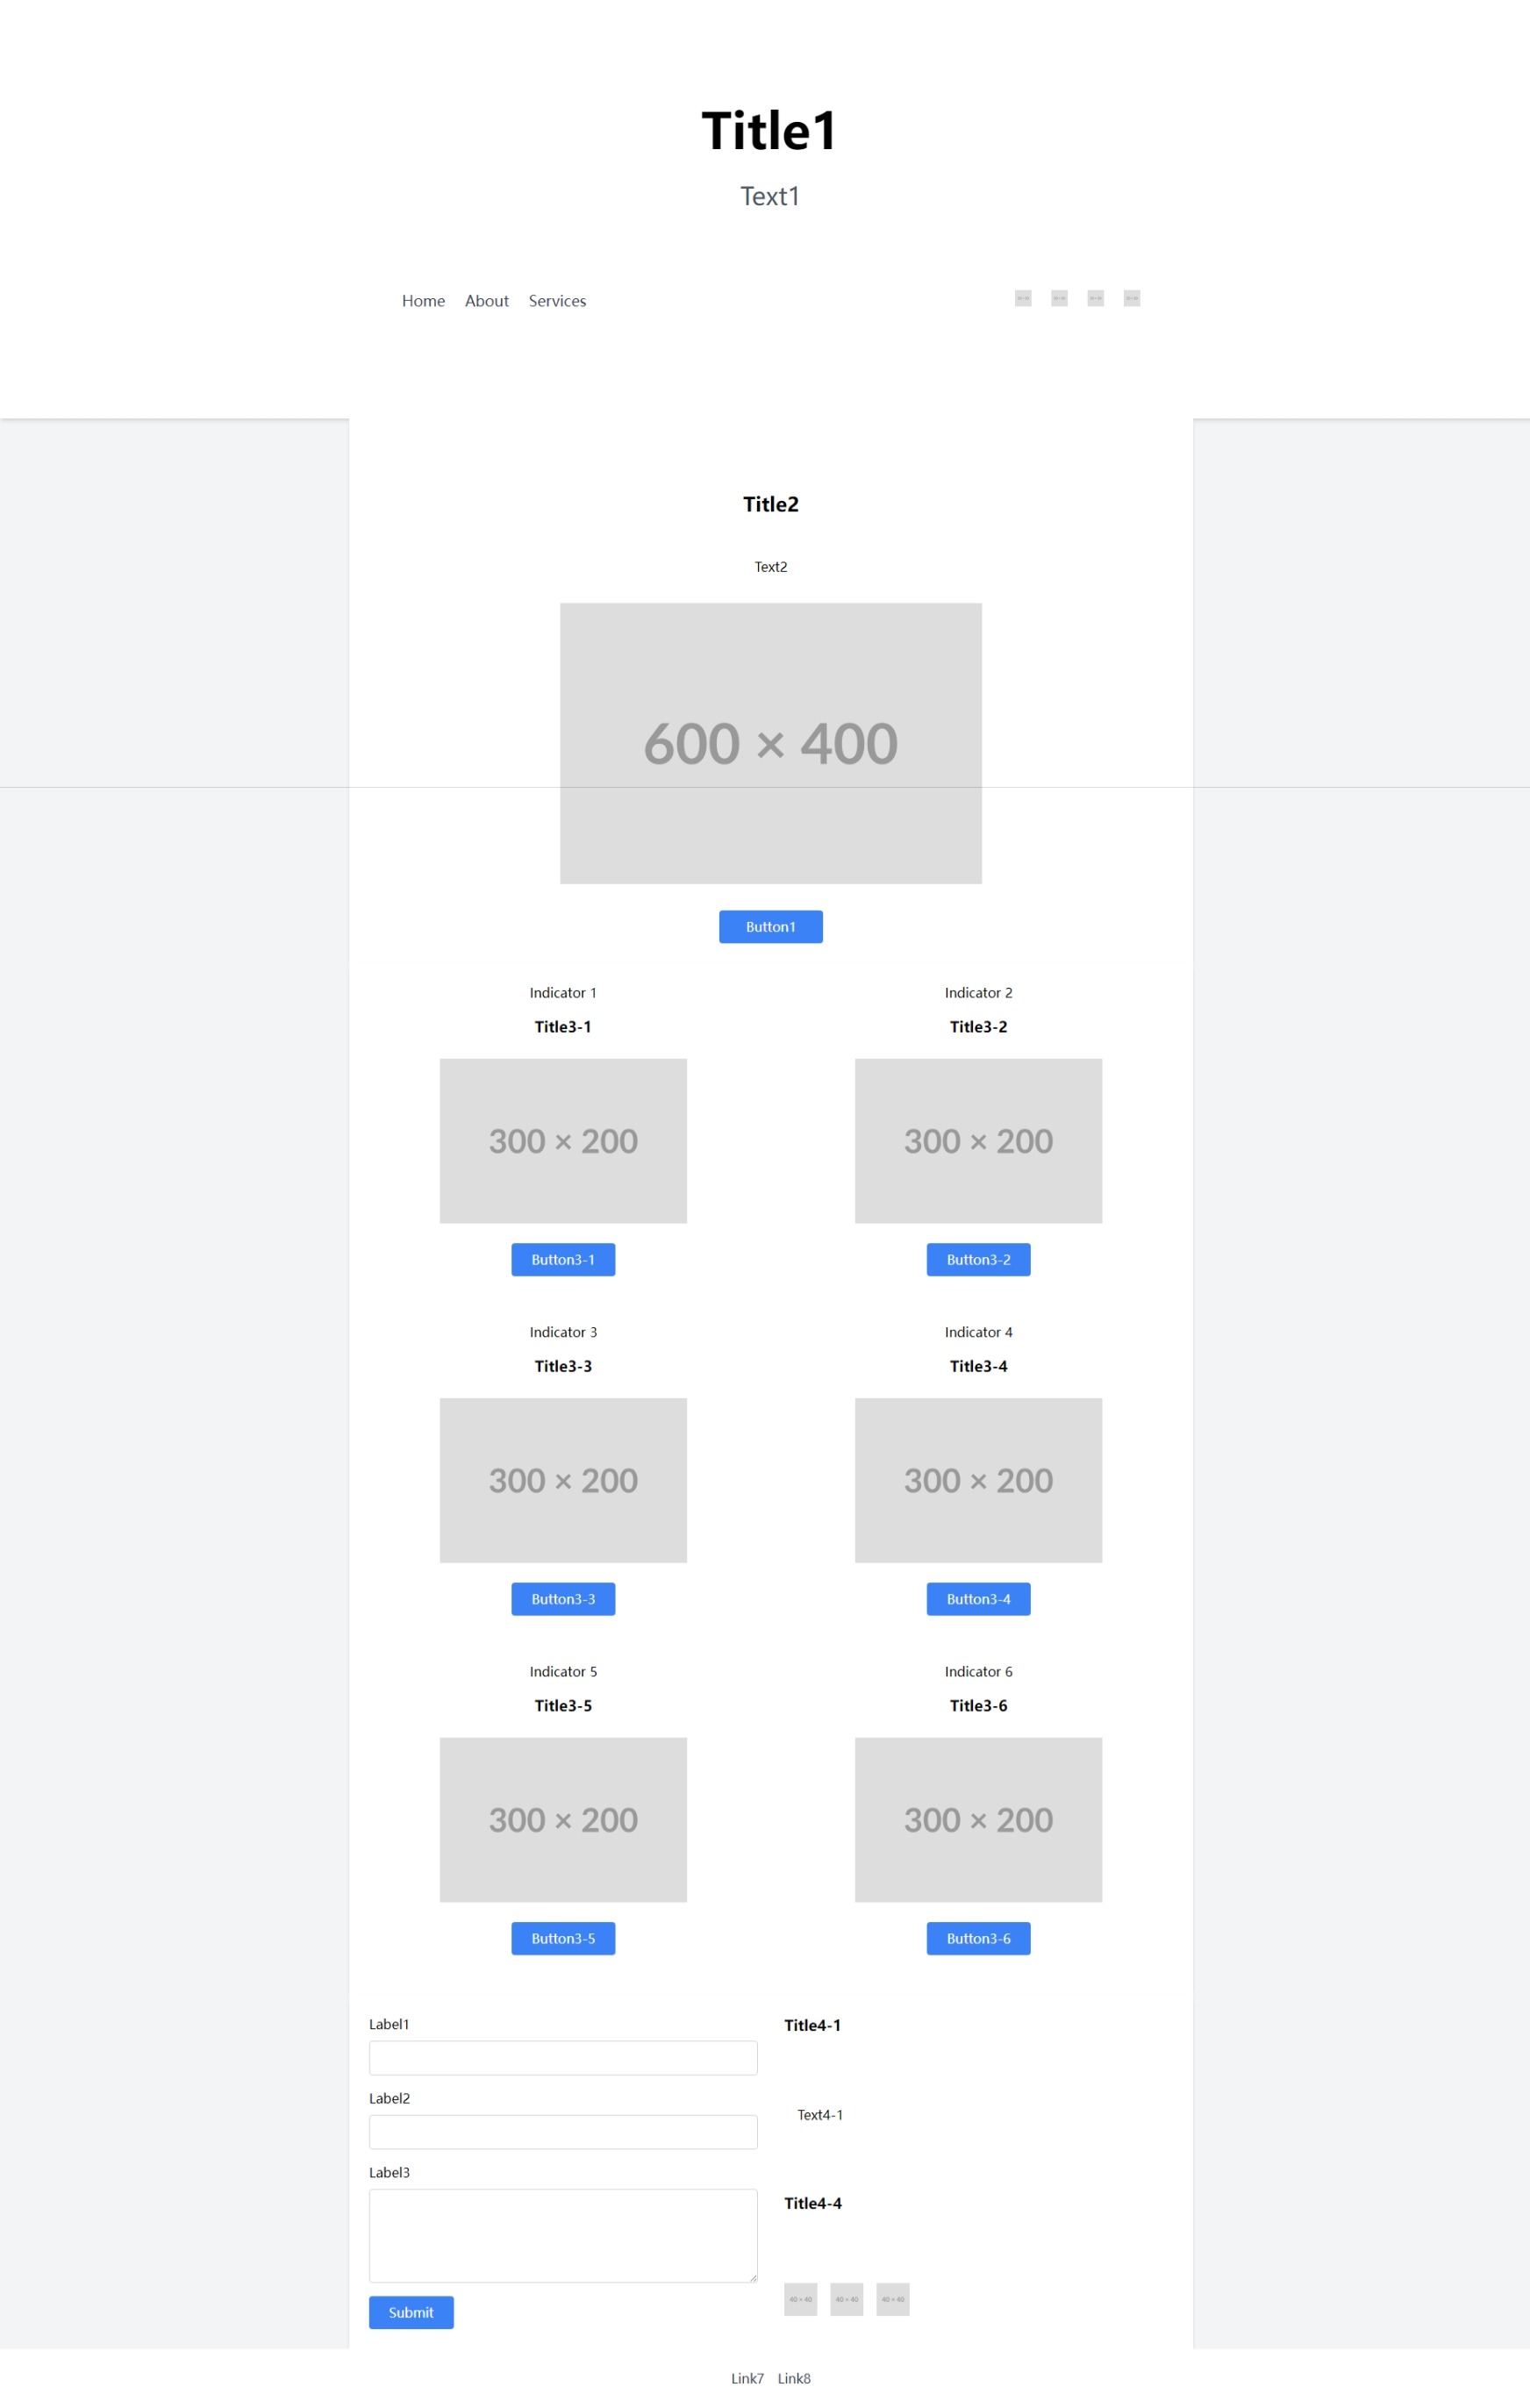 Title1
Text1
Home About Services
Title2
Text2
600 × 400
Button1
Indicator 1
Title3-1
300 × 200
Button3-1
Indicator 2
Title3-2
300 × 200
Button3-2
Indicator 3
Title3-3
300 × 200
Button3-3
Indicator 4
Title3-4
300 × 200
Button3-4
Indicator 5
Title3-5
300 × 200
Button3-5
Indicator 6
Title3-6
300 × 200
Button3-6
Label1
Label2
Label3
Submit
Title4-1
Text4-1
Title4-4
40 × 40 40 × 40 40 × 40
Link7 Link8